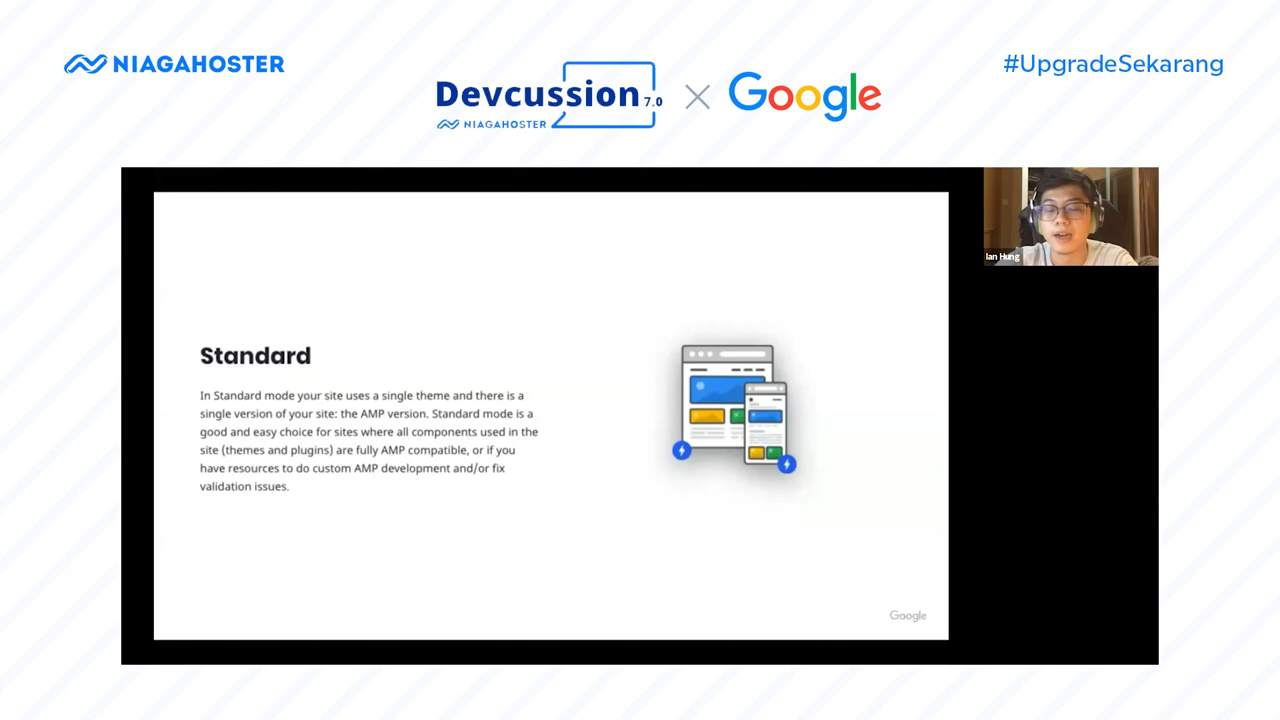 NIAGAHOSTER
Devcussion 7.0
NIAGAHOSTER
Google
#UpgradeSekarang
Ian Hung
Standard
In Standard mode your site uses a single theme and there is a
single version of your site: the AMP version. Standard mode is a
good and easy choice for sites where all components used in the
site (themes and plugins) are fully AMP compatible, or if you
have resources to do custom AMP development and/or fix
validation issues.
Google